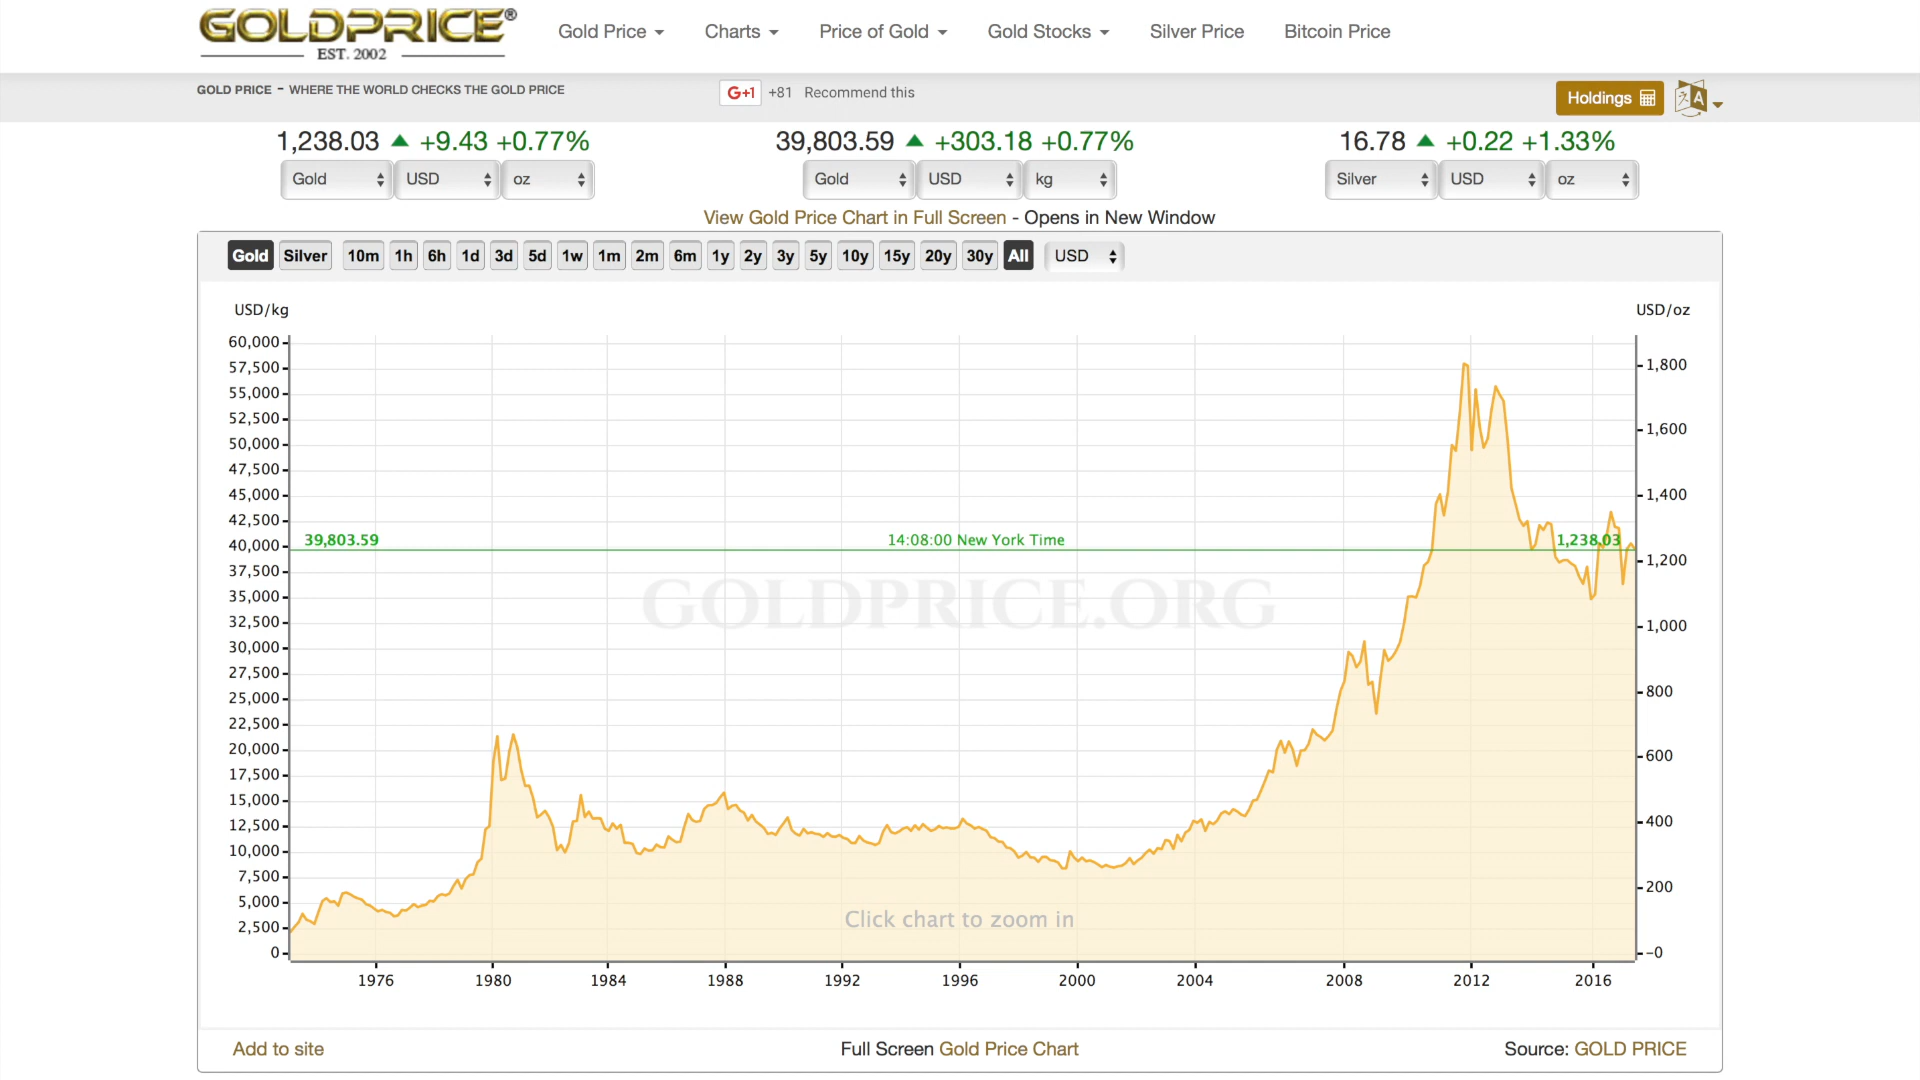 GOLDPRICE®
EST. 2002
Gold Price Charts Price of Gold Gold Stocks Silver Price Bitcoin Price
GOLD PRICE - WHERE THE WORLD CHECKS THE GOLD PRICE
G+1 +81 Recommend this
Holdings
文A
1,238.03 ▲ +9.43 +0.77%
Gold USD oz
39,803.59 ▲ +303.18 +0.77%
Gold USD kg
16.78 ▲ +0.22 +1.33%
Silver USD oz
View Gold Price Chart in Full Screen - Opens in New Window
Gold Silver 10m 1h 6h 1d 3d 5d 1w 1m 2m 6m 1y 2y 3y 5y 10y 15y 20y 30y All USD
USD/kg
USD/oz
60,000
57,500
55,000
52,500
50,000
47,500
45,000
42,500
40,000
37,500
35,000
32,500
30,000
27,500
25,000
22,500
20,000
17,500
15,000
12,500
10,000
7,500
5,000
2,500
0
1,800
1,600
1,400
1,200
1,000
800
600
400
200
0
39,803.59 14:08:00 New York Time 1,238.03
GOLDPRICE.ORG
Click chart to zoom in
1976 1980 1984 1988 1992 1996 2000 2004 2008 2012 2016
Add to site
Full Screen Gold Price Chart
Source: GOLD PRICE